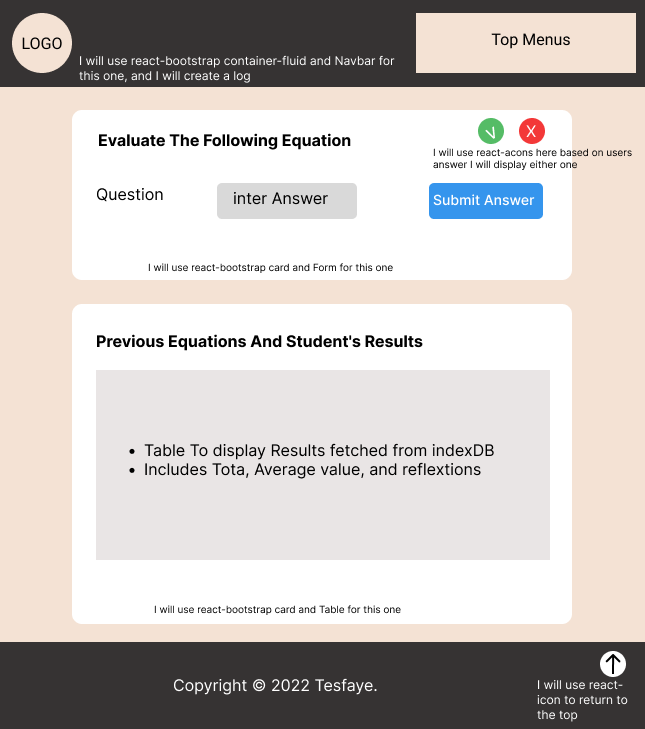 LOGO
I will use react-bootstrap container-fluid and Navbar for
this one, and I will create a log
Top Menus
Evaluate The Following Equation
V X
I will use react-acons here based on users
answer I will display either one
Question
inter Answer
Submit Answer
I will use react-bootstrap card and Form for this one
Previous Equations And Student's Results
• Table To display Results fetched from indexDB
• Includes Tota, Average value, and reflextions
I will use react-bootstrap card and Table for this one
Copyright © 2022 Tesfaye.
I will use react-
icon to return to
the top